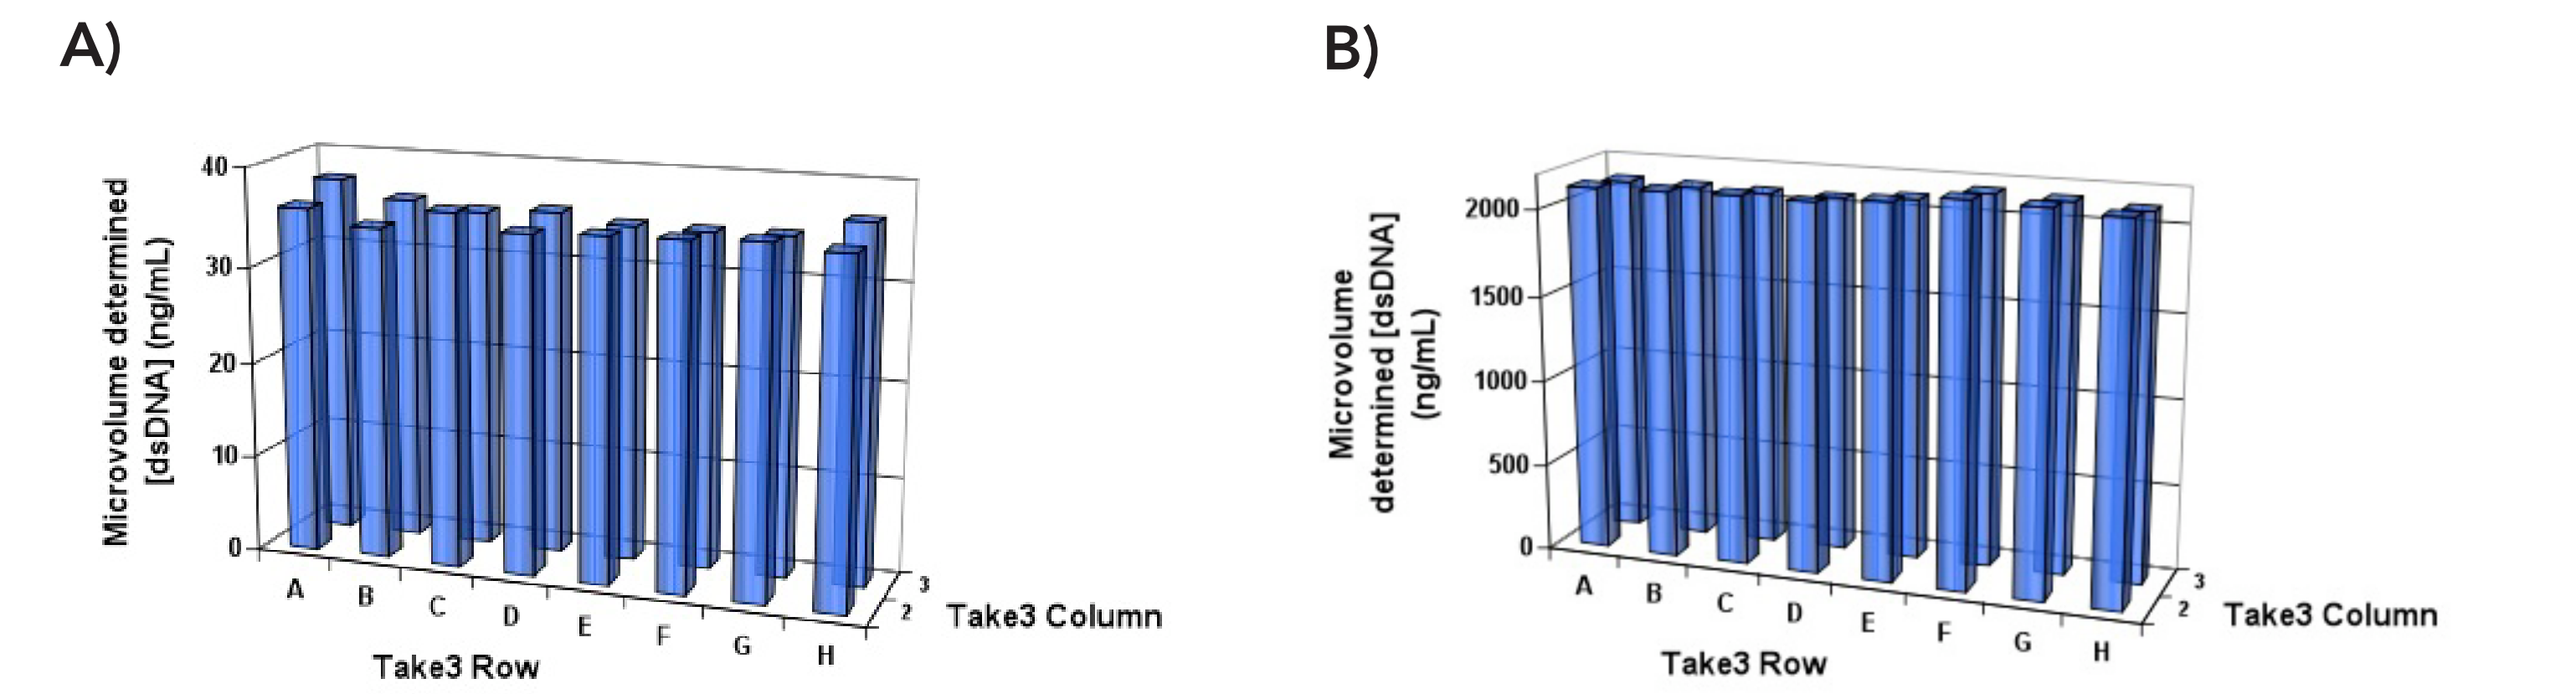 A)
Microvolume determined
[dsDNA] (ng/mL)
40
30
20
10
0
A B C D E F G H
2
3
Take3 Row
Take3 Column
B)
Microvolume
determined [dsDNA]
(ng/mL)
2000
1500
1000
500
0
A B C D E F G H
2
3
Take3 Row
Take3 Column